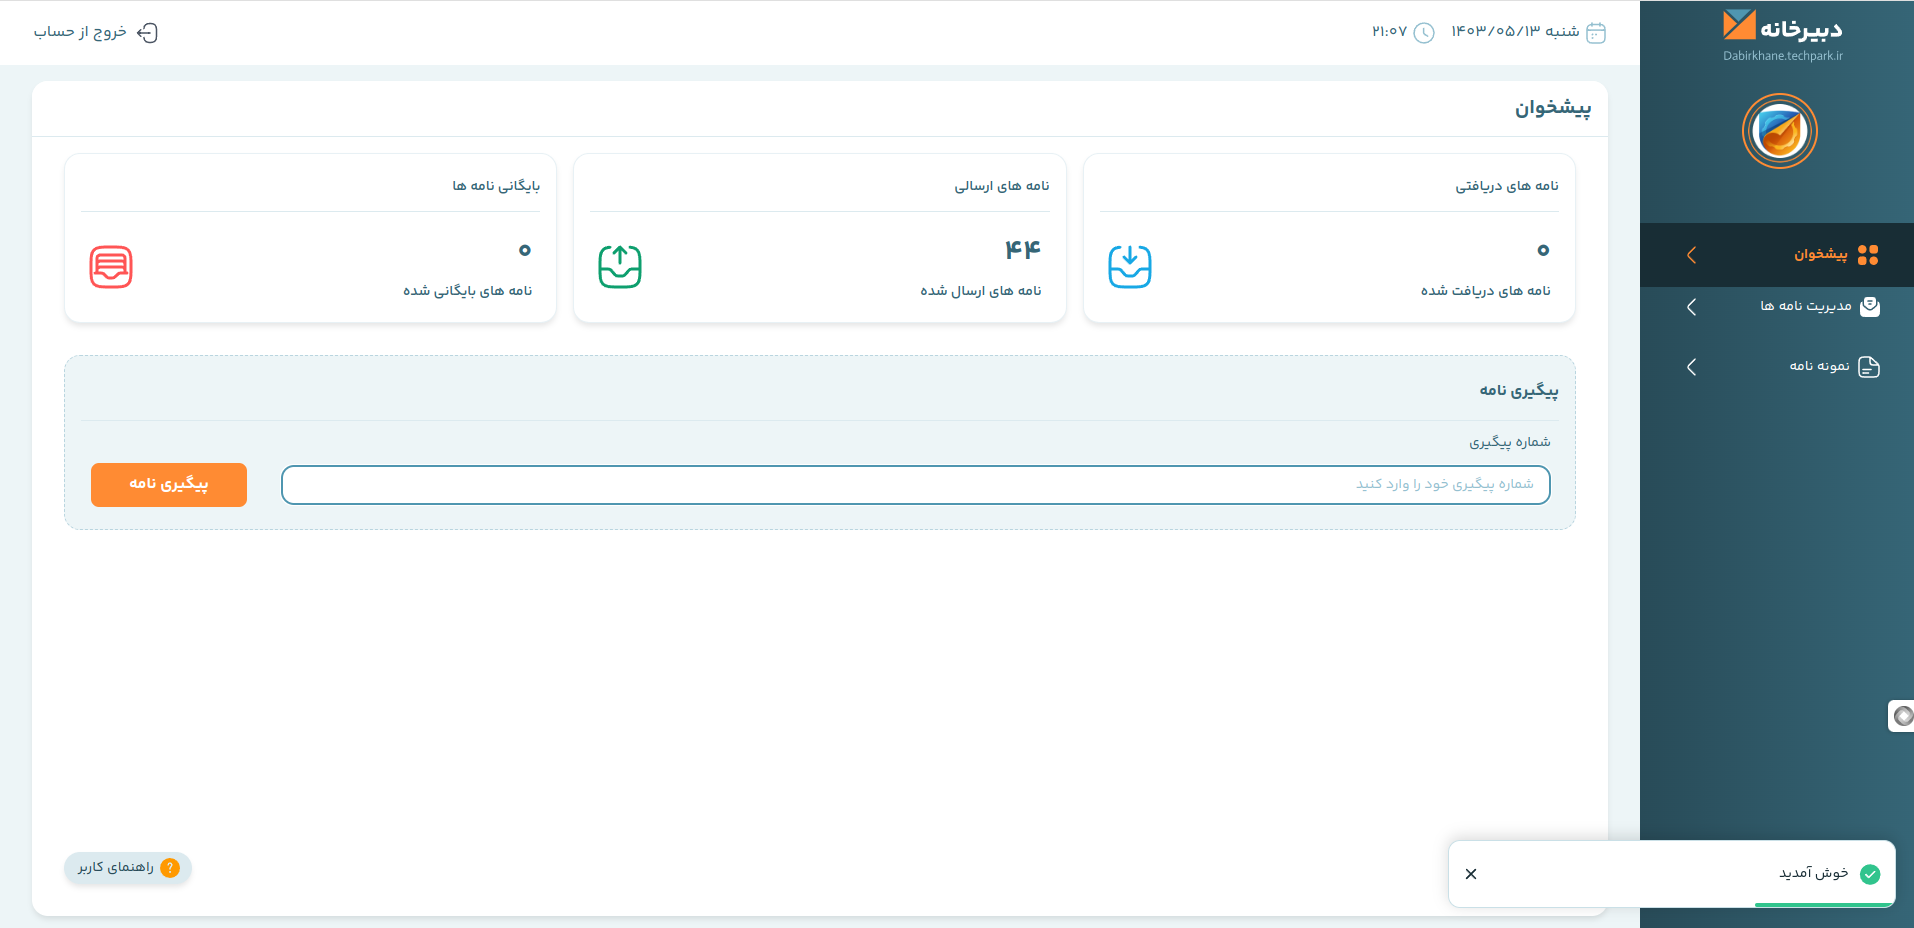 دبیرخانه
Dabirkhane.techpark.ir
پیشخوان
مدیریت نامه ها
نمونه نامه
شنبه ۱۴۰۳/۰۵/۱۳
۲۱:۰۷
خروج از حساب
پیشخوان
نامه های دریافتی
۰
نامه های دریافت شده
نامه های ارسالی
۴۴
نامه های ارسال شده
بایگانی نامه ها
۰
نامه های بایگانی شده
پیگیری نامه
شماره پیگیری
شماره پیگیری خود را وارد کنید
پیگیری نامه
راهنمای کاربر
?
خوش آمدید